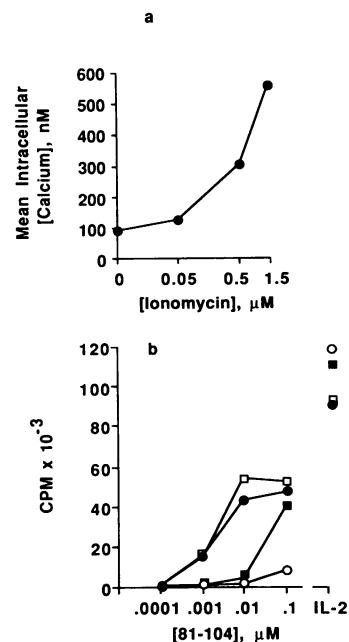 a
600
500
400
300
200
100
0
Mean Intracellular
[Calcium], nM
0 0.05 0.5 1.5
[Ionomycin], μM
b
120
100
80
60
40
20
0
CPM x 10⁻³
.0001 .001 .01 .1 IL-2
[81-104], μM